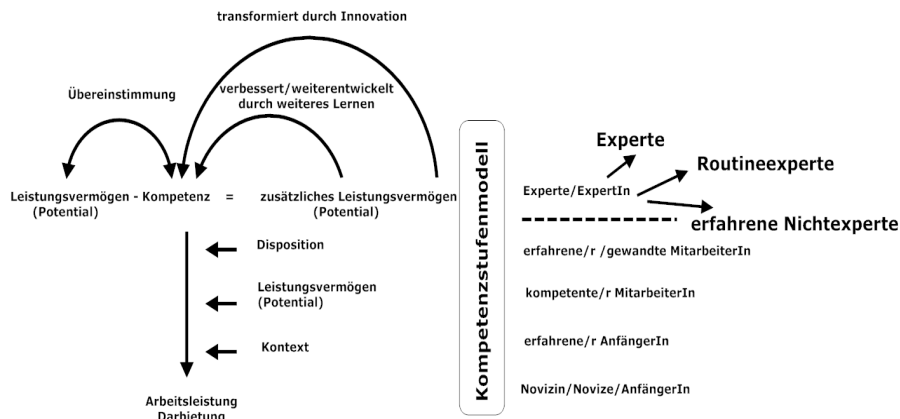 transformiert durch Innovation
Übereinstimmung
verbessert/weiterentwickelt
durch weiteres Lernen
Leistungsvermögen - Kompetenz = zusätzliches Leistungsvermögen
(Potential)
(Potential)
Disposition
Leistungsvermögen
(Potential)
Kontext
Arbeitsleistung
Darbietung
Kompetenzstufenmodell
Experte
Routineexperte
Experte/ExpertIn
erfahrene Nichtexperte
erfahrene/r /gewandte MitarbeiterIn
kompetente/r MitarbeiterIn
erfahrene/r AnfängerIn
Novizin/Novize/AnfängerIn